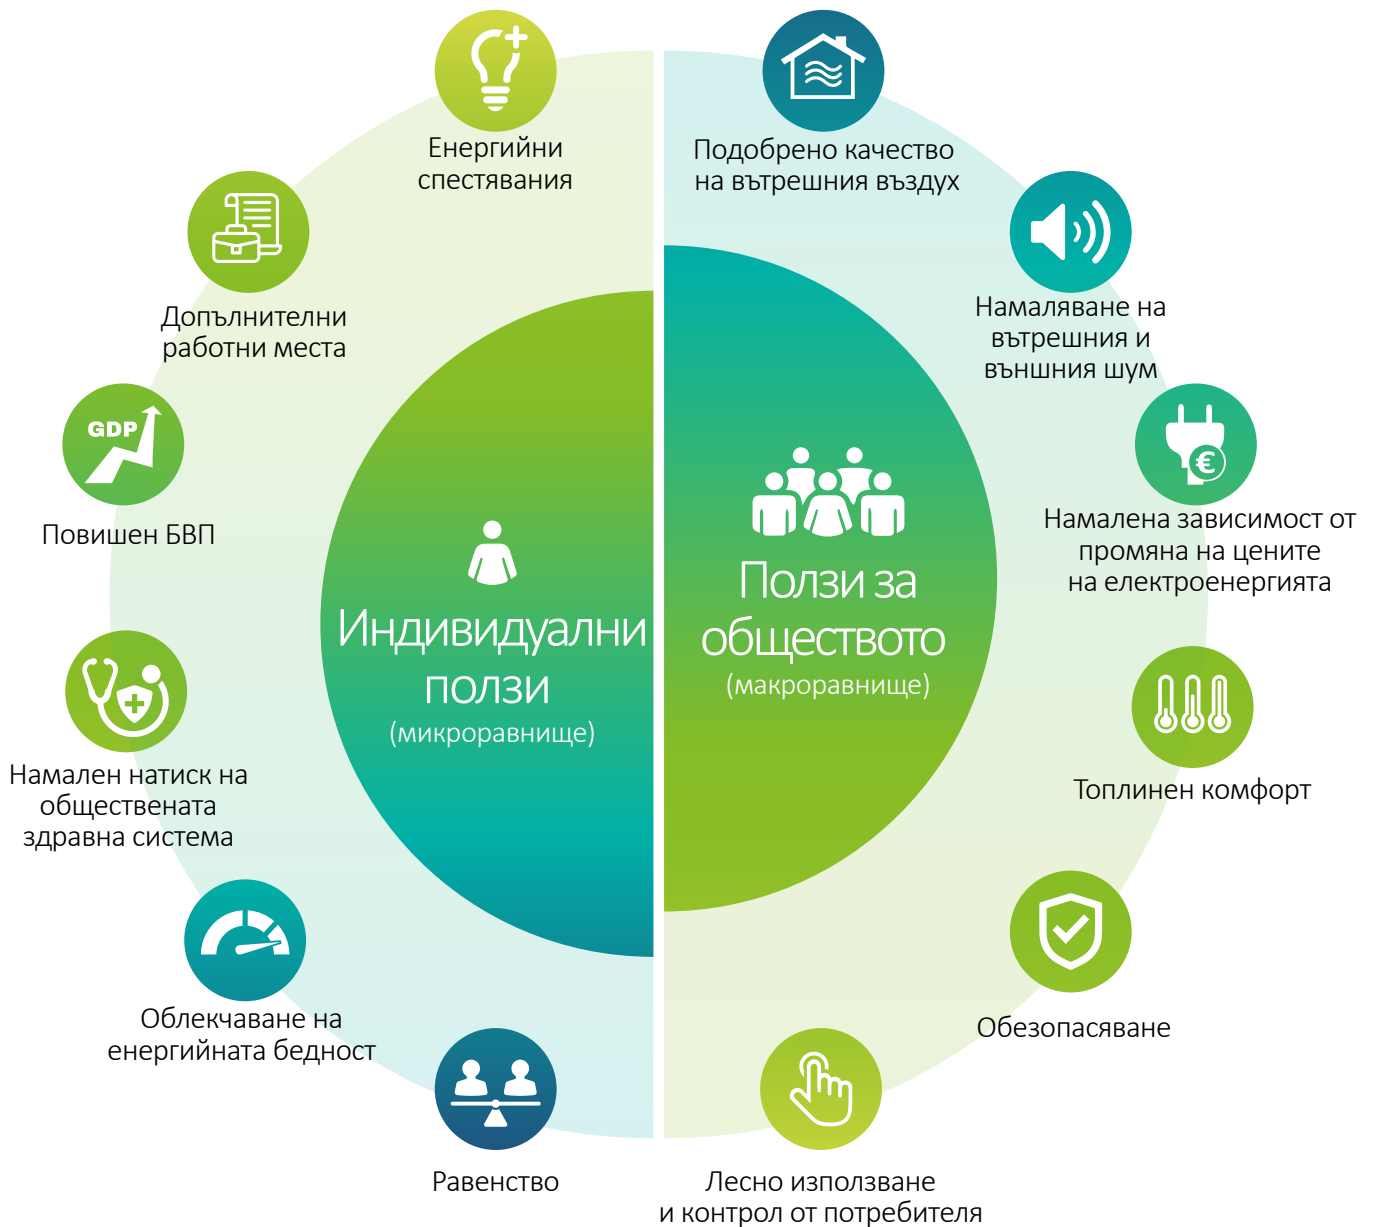 Енергийни
спестявания
Допълнителни
работни места
GDP
Повишен БВП
Намален натиск на
обществената
здравна система
Облекчаване на
енергийната бедност
Равенство
Индивидуални
ползи
(микроравнище)
Ползи за
обществото
(макроравнище)
Подобрено качество
на вътрешния въздух
Намаляване на
вътрешния и
външния шум
€
Намалена зависимост от
промяна на цените
на електроенергията
Топлинен комфорт
Обезопасяване
Лесно използване
и контрол от потребителя